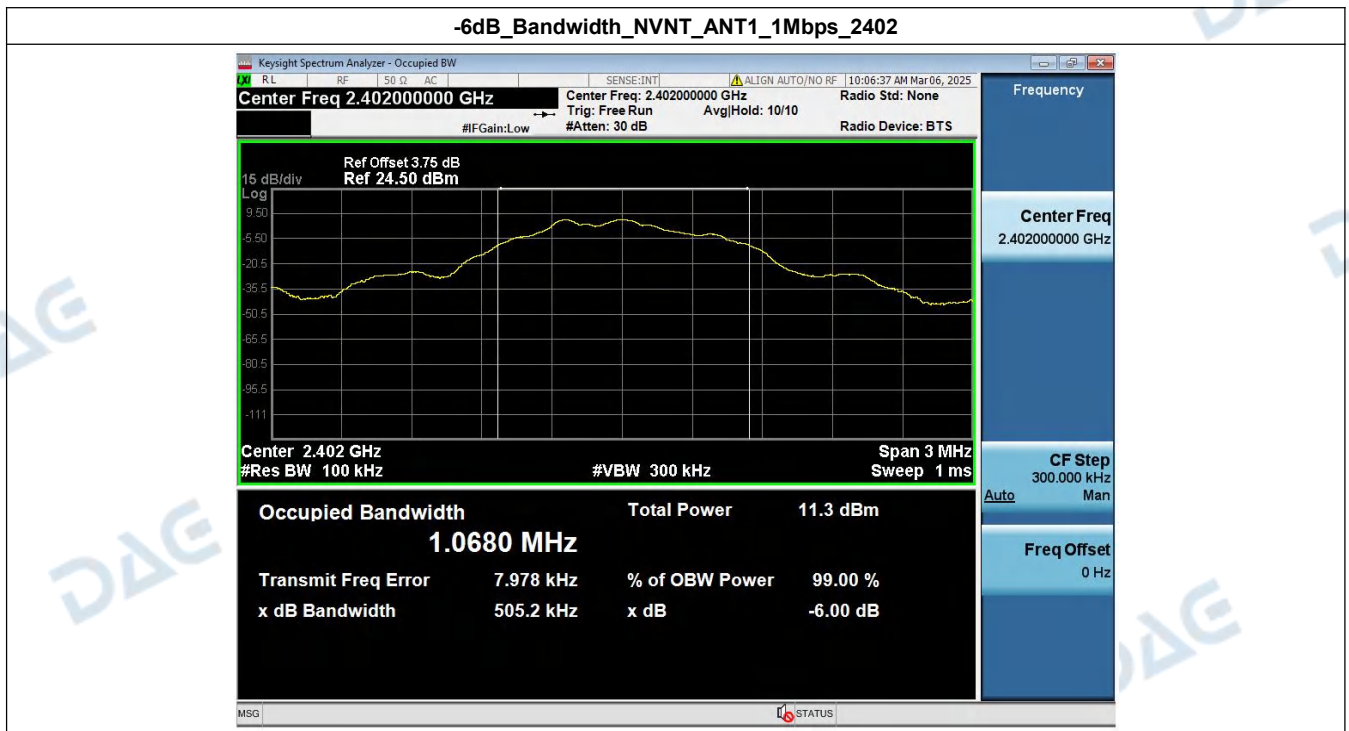 -6dB_Bandwidth_NVNT_ANT1_1Mbps_2402
Keysight Spectrum Analyzer - Occupied BW
LXI RL RF 50 Ω AC SENSE:INT ALIGN AUTO/NO RF 10:06:37 AM Mar 06, 2025
Center Freq 2.402000000 GHz
Center Freq: 2.402000000 GHz Radio Std: None
Trig: Free Run Avg|Hold: 10/10
#IFGain:Low #Atten: 30 dB Radio Device: BTS
Ref Offset 3.75 dB
15 dB/div Ref 24.50 dBm
Log
9.50
-5.50
-20.5
-35.5
-50.5
-65.5
-80.5
-95.5
-111
Center 2.402 GHz Span 3 MHz
#Res BW 100 kHz #VBW 300 kHz Sweep 1 ms
Occupied Bandwidth Total Power 11.3 dBm
1.0680 MHz
Transmit Freq Error 7.978 kHz % of OBW Power 99.00 %
x dB Bandwidth 505.2 kHz x dB -6.00 dB
MSG STATUS
Frequency
Center Freq
2.402000000 GHz
CF Step
300.000 kHz
Auto Man
Freq Offset
0 Hz
DAE
DAE
DAE